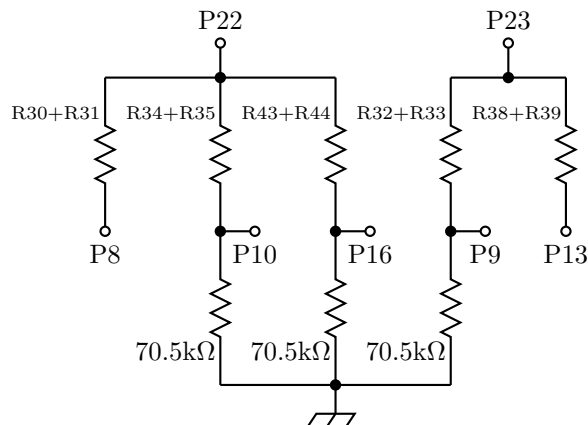 P22 P23
R30+R31 R34+R35 R43+R44 R32+R33 R38+R39
P8 P10 P16 P9 P13
70.5kΩ 70.5kΩ 70.5kΩ